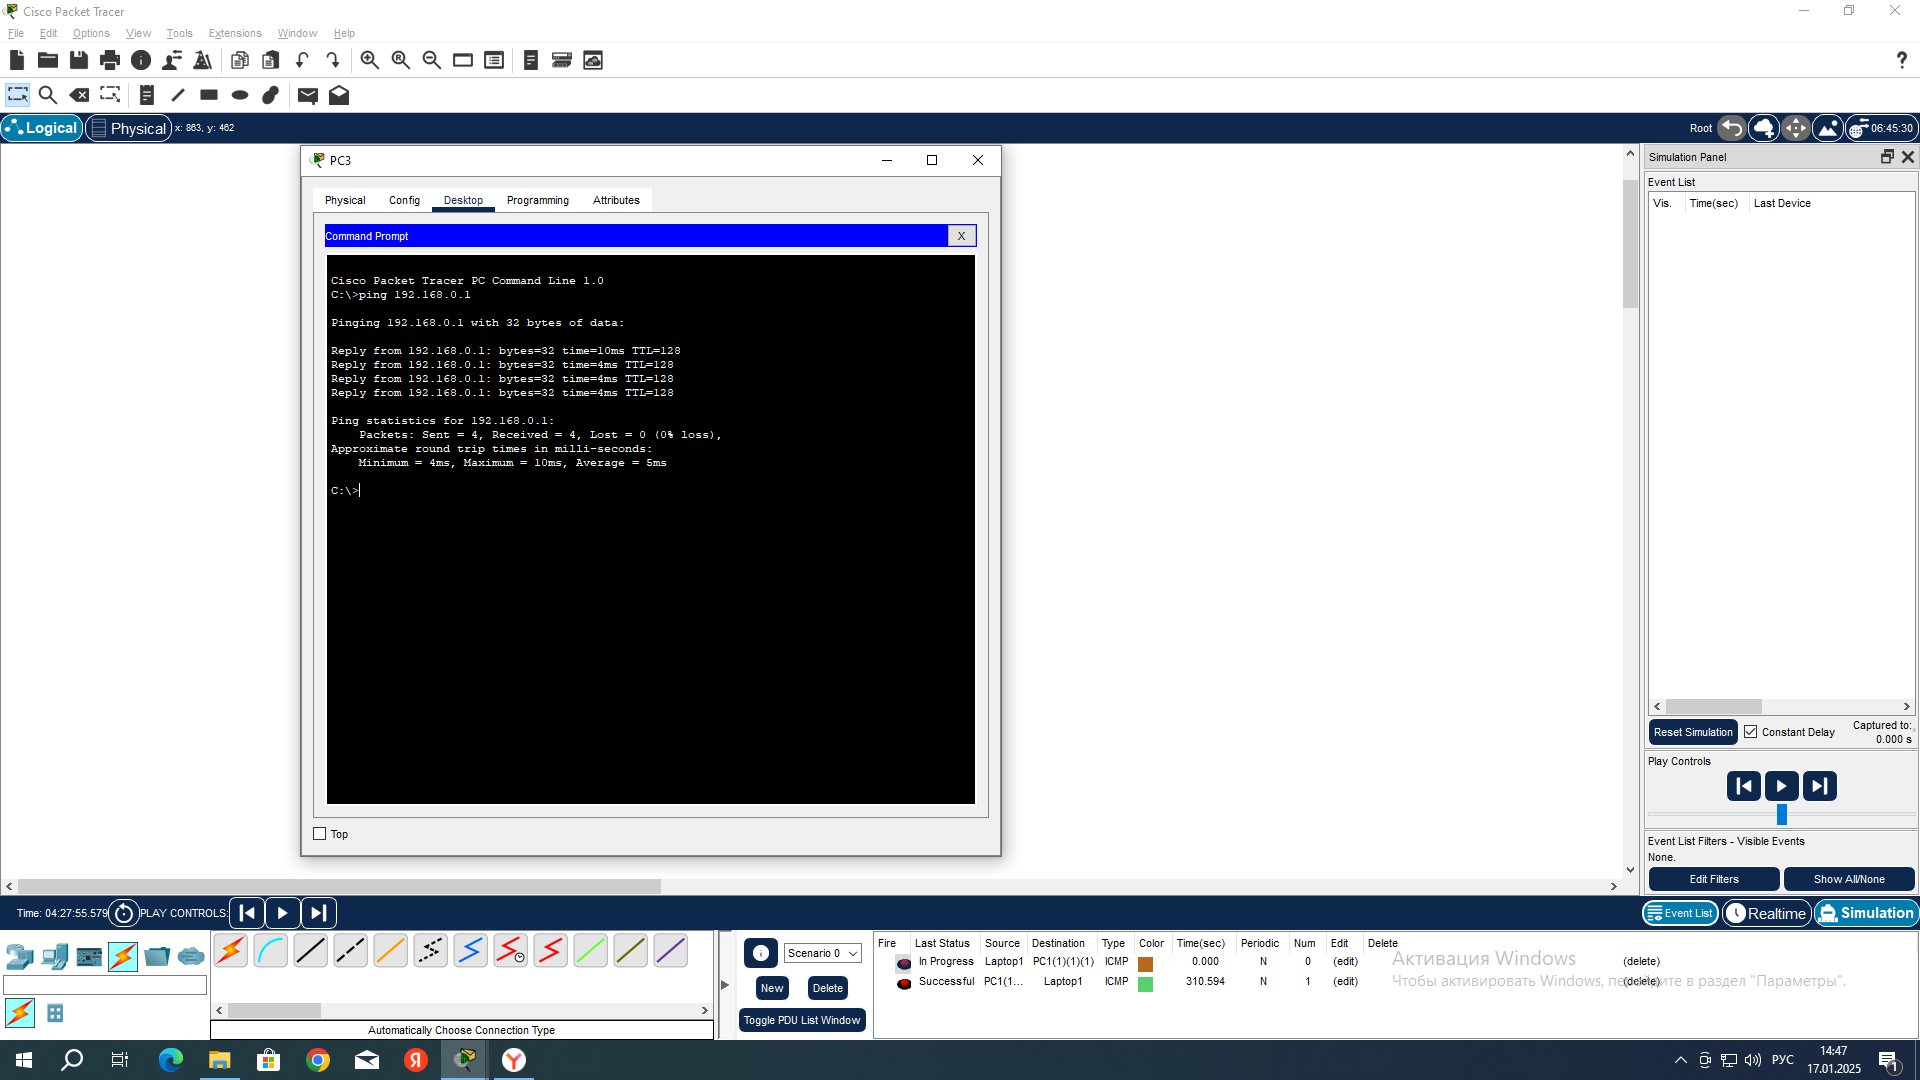 Cisco Packet Tracer
File Edit Options View Tools Extensions Window Help
Logical Physical x: 863, y: 462 Root 06:45:30
PC3
Physical Config Desktop Programming Attributes
Command Prompt X
Cisco Packet Tracer PC Command Line 1.0
C:\>ping 192.168.0.1
Pinging 192.168.0.1 with 32 bytes of data:
Reply from 192.168.0.1: bytes=32 time=10ms TTL=128
Reply from 192.168.0.1: bytes=32 time=4ms TTL=128
Reply from 192.168.0.1: bytes=32 time=4ms TTL=128
Reply from 192.168.0.1: bytes=32 time=4ms TTL=128
Ping statistics for 192.168.0.1:
Packets: Sent = 4, Received = 4, Lost = 0 (0% loss),
Approximate round trip times in milli-seconds:
Minimum = 4ms, Maximum = 10ms, Average = 5ms
C:\>
Top
Simulation Panel
Event List
Vis. Time(sec) Last Device
Reset Simulation Constant Delay Captured to:
0.000 s
Play Controls
Event List Filters - Visible Events
None.
Edit Filters Show All/None
Time: 04:27:55.579 PLAY CONTROLS: Event List Realtime Simulation
Automatically Choose Connection Type
Scenario 0
New Delete
Toggle PDU List Window
Fire Last Status Source Destination Type Color Time(sec) Periodic Num Edit Delete
In Progress Laptop1 PC1(1)(1)(1) ICMP 0.000 N 0 (edit) (delete)
Successful PC1(1... Laptop1 ICMP 310.594 N 1 (edit) (delete)
Активация Windows
Чтобы активировать Windows, перейдите в раздел "Параметры".
РУС 14:47
17.01.2025 1